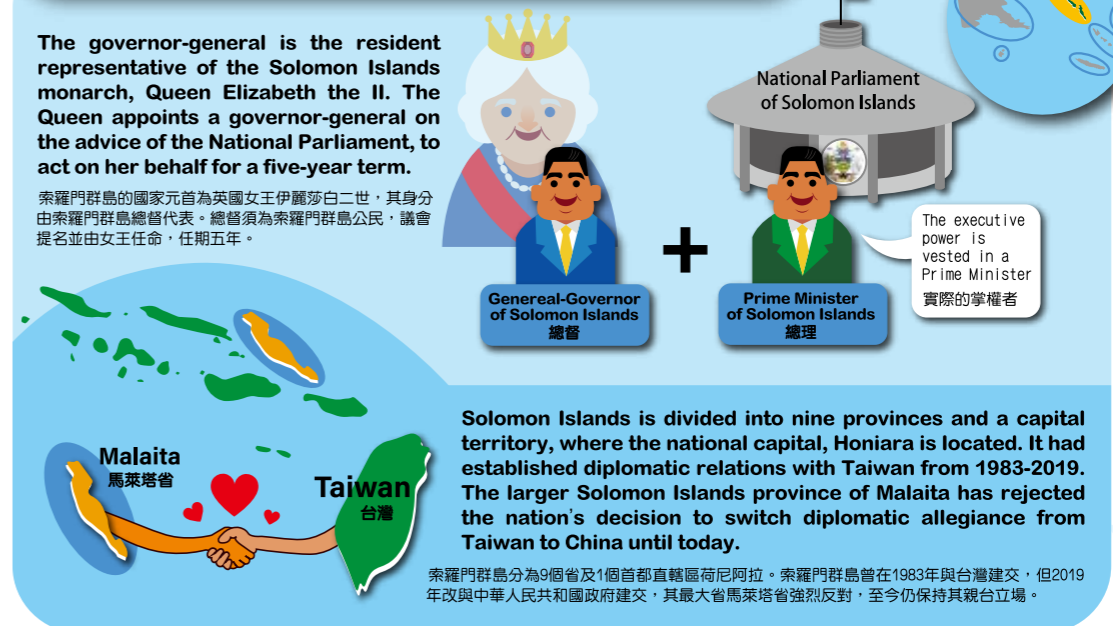 The governor-general is the resident
representative of the Solomon Islands
monarch, Queen Elizabeth the II. The
Queen appoints a governor-general on
the advice of the National Parliament, to
act on her behalf for a five-year term.
索羅門群島的國家元首為英國女王伊麗莎白二世，其身分
由索羅門群島總督代表。總督須為索羅門群島公民，議會
提名並由女王任命，任期五年。
National Parliament
of Solomon Islands
The executive
power is
vested in a
Prime Minister
實際的掌權者
Genereal-Governor
of Solomon Islands
總督
+
Prime Minister
of Solomon Islands
總理
Malaita
馬萊塔省
Taiwan
台灣
Solomon Islands is divided into nine provinces and a capital
territory, where the national capital, Honiara is located. It had
established diplomatic relations with Taiwan from 1983-2019.
The larger Solomon Islands province of Malaita has rejected
the nation's decision to switch diplomatic allegiance from
Taiwan to China until today.
索羅門群島分為9個省及1個首都直轄區荷尼阿拉。索羅門群島曾在1983年與台灣建交，但2019
年改與中華人民共和國政府建交，其最大省馬萊塔省強烈反對，至今仍保持其親台立場。